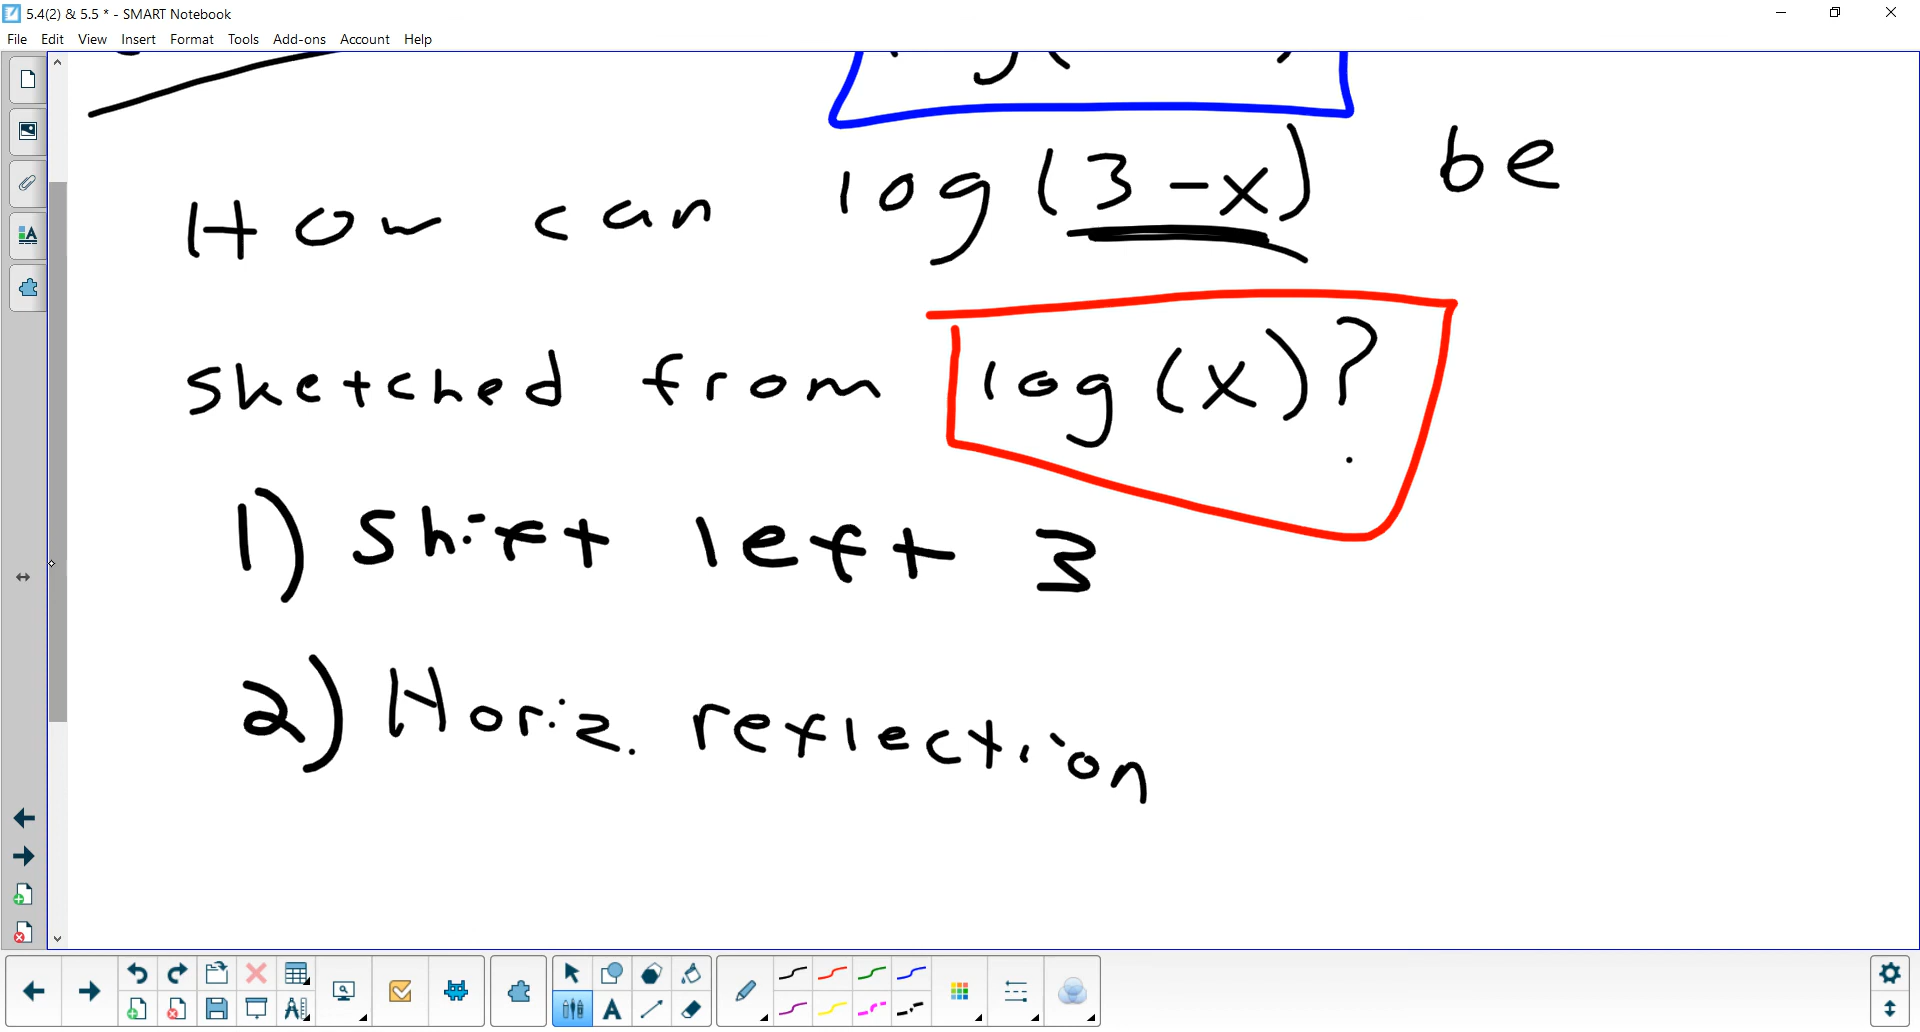 5.4(2) & 5.5 * - SMART Notebook
File Edit View Insert Format Tools Add-ons Account Help
How can log(3-x) be
sketched from log(x)?
1) Shift left 3
2) Horiz. reflection